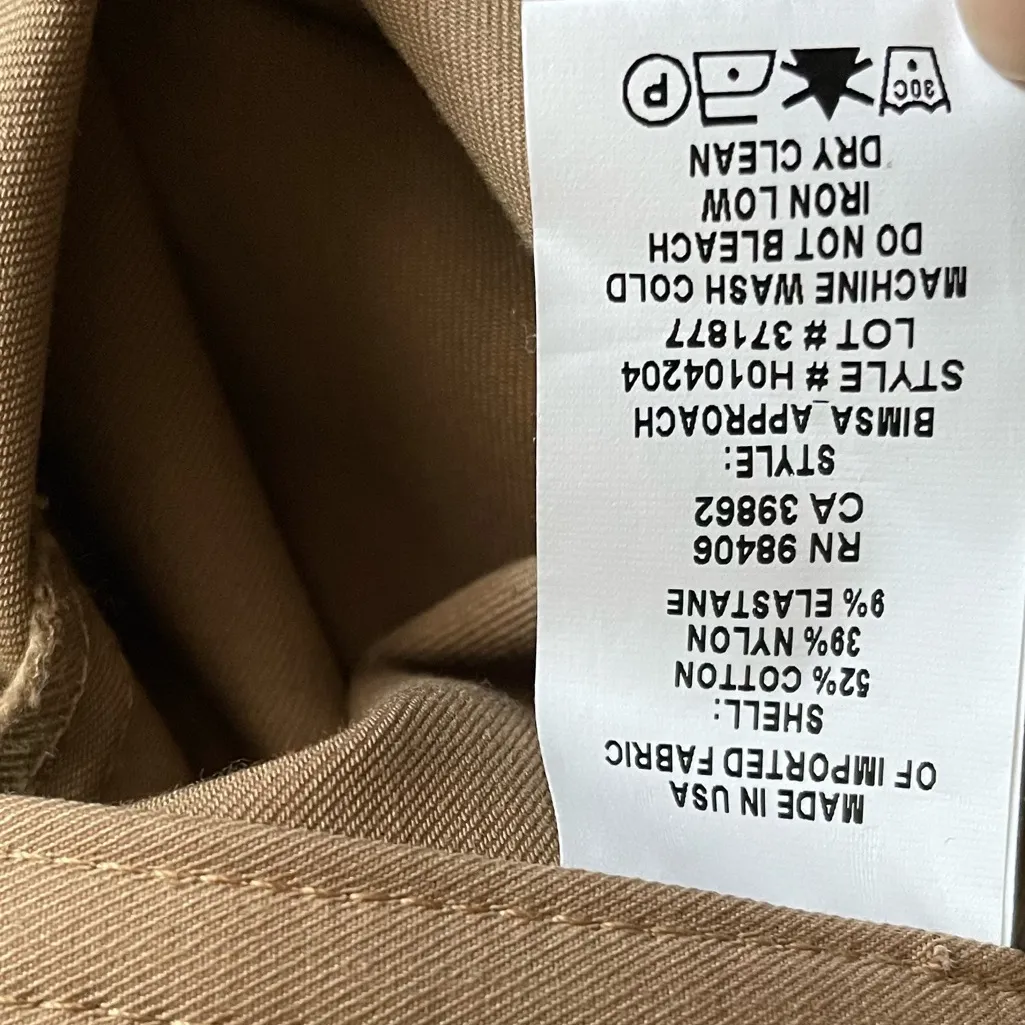 MADE IN USA
OF IMPORTED FABRIC
SHELL:
52% COTTON
39% NYLON
9% ELASTANE
RN 98406
CA 39862
STYLE:
BIMSA_APPROACH
STYLE # H0104204
LOT # 371877
MACHINE WASH COLD
DO NOT BLEACH
IRON LOW
DRY CLEAN
30C P